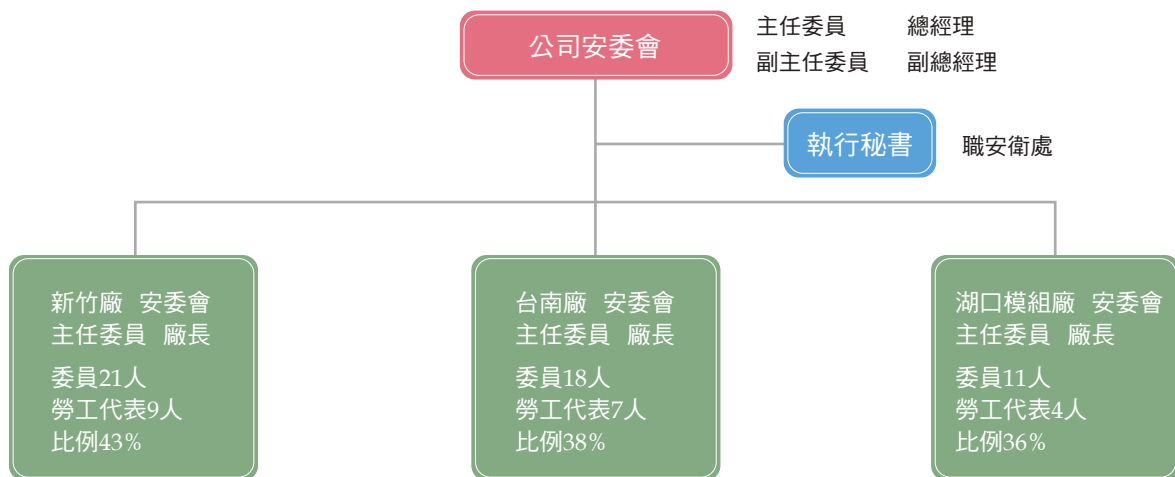 公司安委會
主任委員 總經理
副主任委員 副總經理
執行秘書 職安衛處
新竹廠 安委會
主任委員 廠長
委員21人
勞工代表9人
比例43%
台南廠 安委會
主任委員 廠長
委員18人
勞工代表7人
比例38%
湖口模組廠 安委會
主任委員 廠長
委員11人
勞工代表4人
比例36%